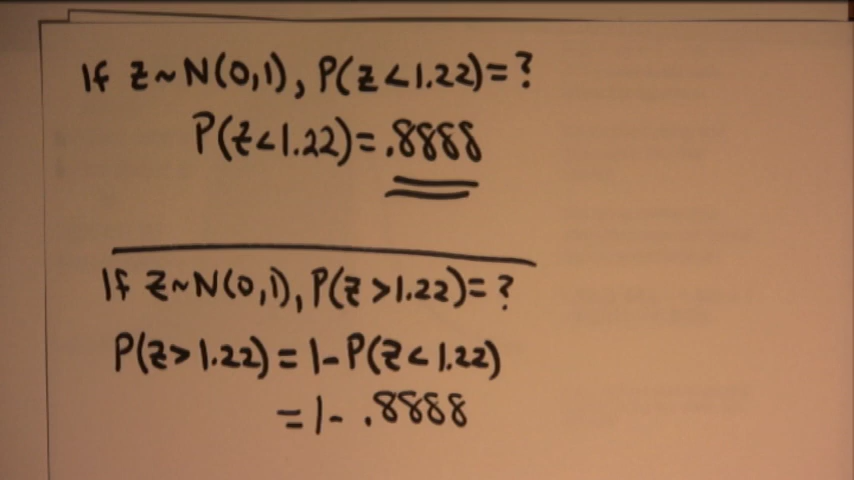 If z~N(0,1), P(z<1.22)=?
P(z<1.22)=.8888
If z~N(0,1), P(z>1.22)=?
P(z>1.22)=1-P(z<1.22)
=1-.8888